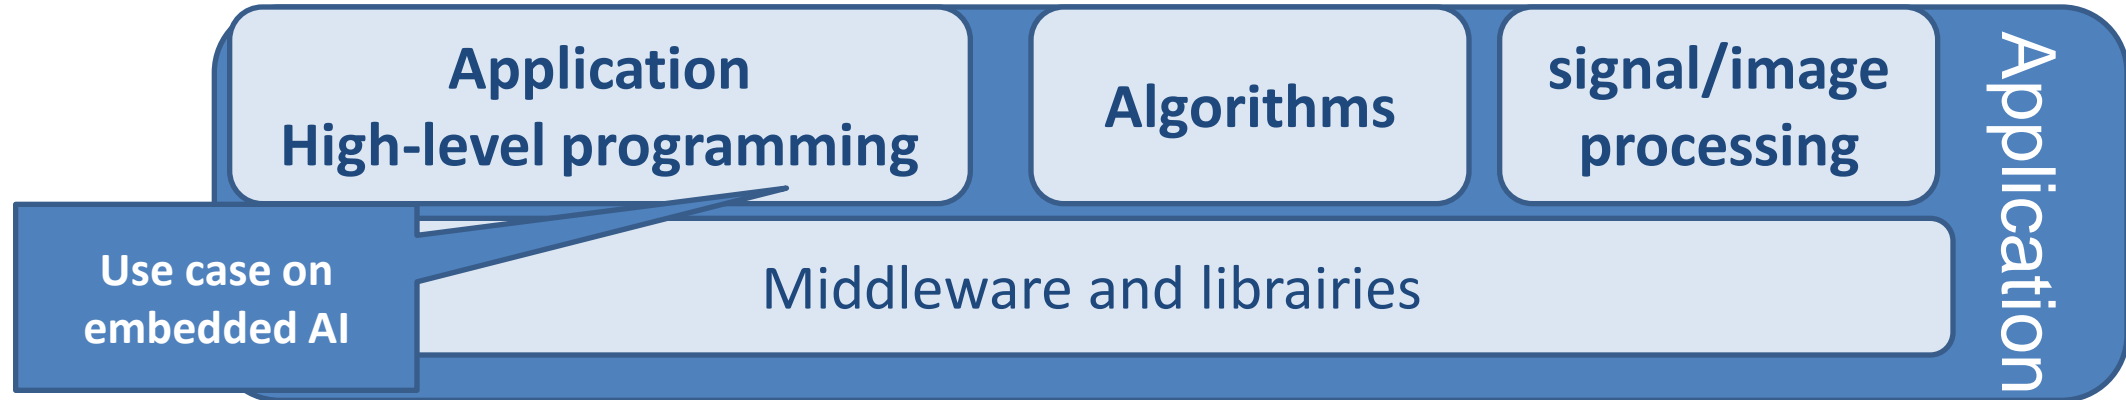 Application
High-level programming
Algorithms
signal/image
processing
Application
Use case on
embedded AI
Middleware and librairies